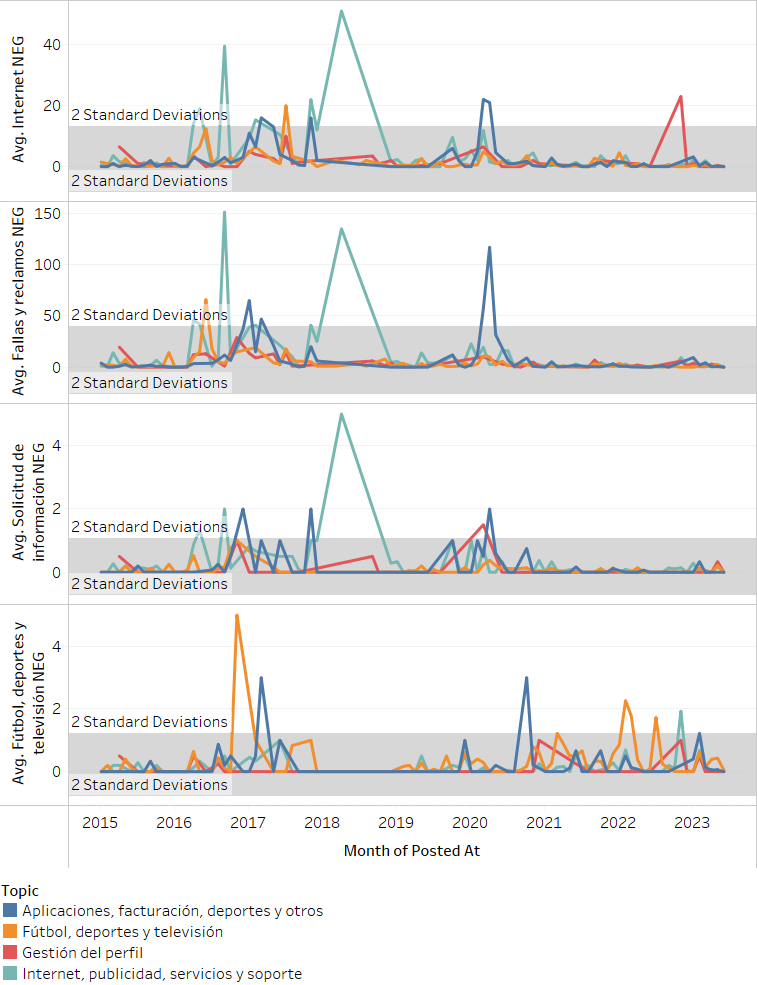 Avg. Internet NEG
40
20
0
2 Standard Deviations
2 Standard Deviations
Avg. Fallas y reclamos NEG
150
100
50
0
2 Standard Deviations
2 Standard Deviations
Avg. Solicitud de
información NEG
4
2
0
2 Standard Deviations
2 Standard Deviations
Avg. Fútbol, deportes y
televisión NEG
4
2
0
2 Standard Deviations
2 Standard Deviations
2015 2016 2017 2018 2019 2020 2021 2022 2023
Month of Posted At
Topic
Aplicaciones, facturación, deportes y otros
Fútbol, deportes y televisión
Gestión del perfil
Internet, publicidad, servicios y soporte